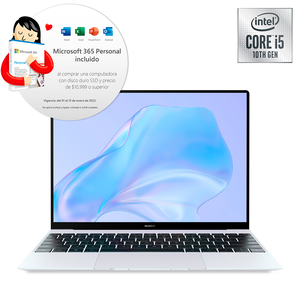 Microsoft 365 Personal
incluido
al comprar una computadora
con disco duro SSD y precio
de $10,999 o superior
intel
CORE i5
10TH GEN